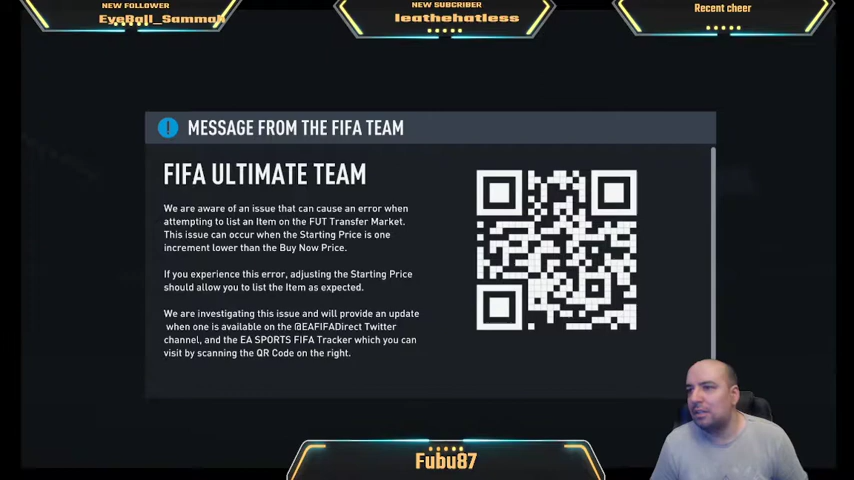 NEW FOLLOWER
EyeBoll_Sammah
NEW SUBCRIBER
leathehatless
Recent cheer
MESSAGE FROM THE FIFA TEAM
FIFA ULTIMATE TEAM
We are aware of an issue that can cause an error when
attempting to list an Item on the FUT Transfer Market.
This issue can occur when the Starting Price is one
increment lower than the Buy Now Price.
If you experience this error, adjusting the Starting Price
should allow you to list the Item as expected.
We are investigating this issue and will provide an update
when one is available on the @EAFIFADirect Twitter
channel, and the EA SPORTS FIFA Tracker which you can
visit by scanning the QR Code on the right.
Fubu87